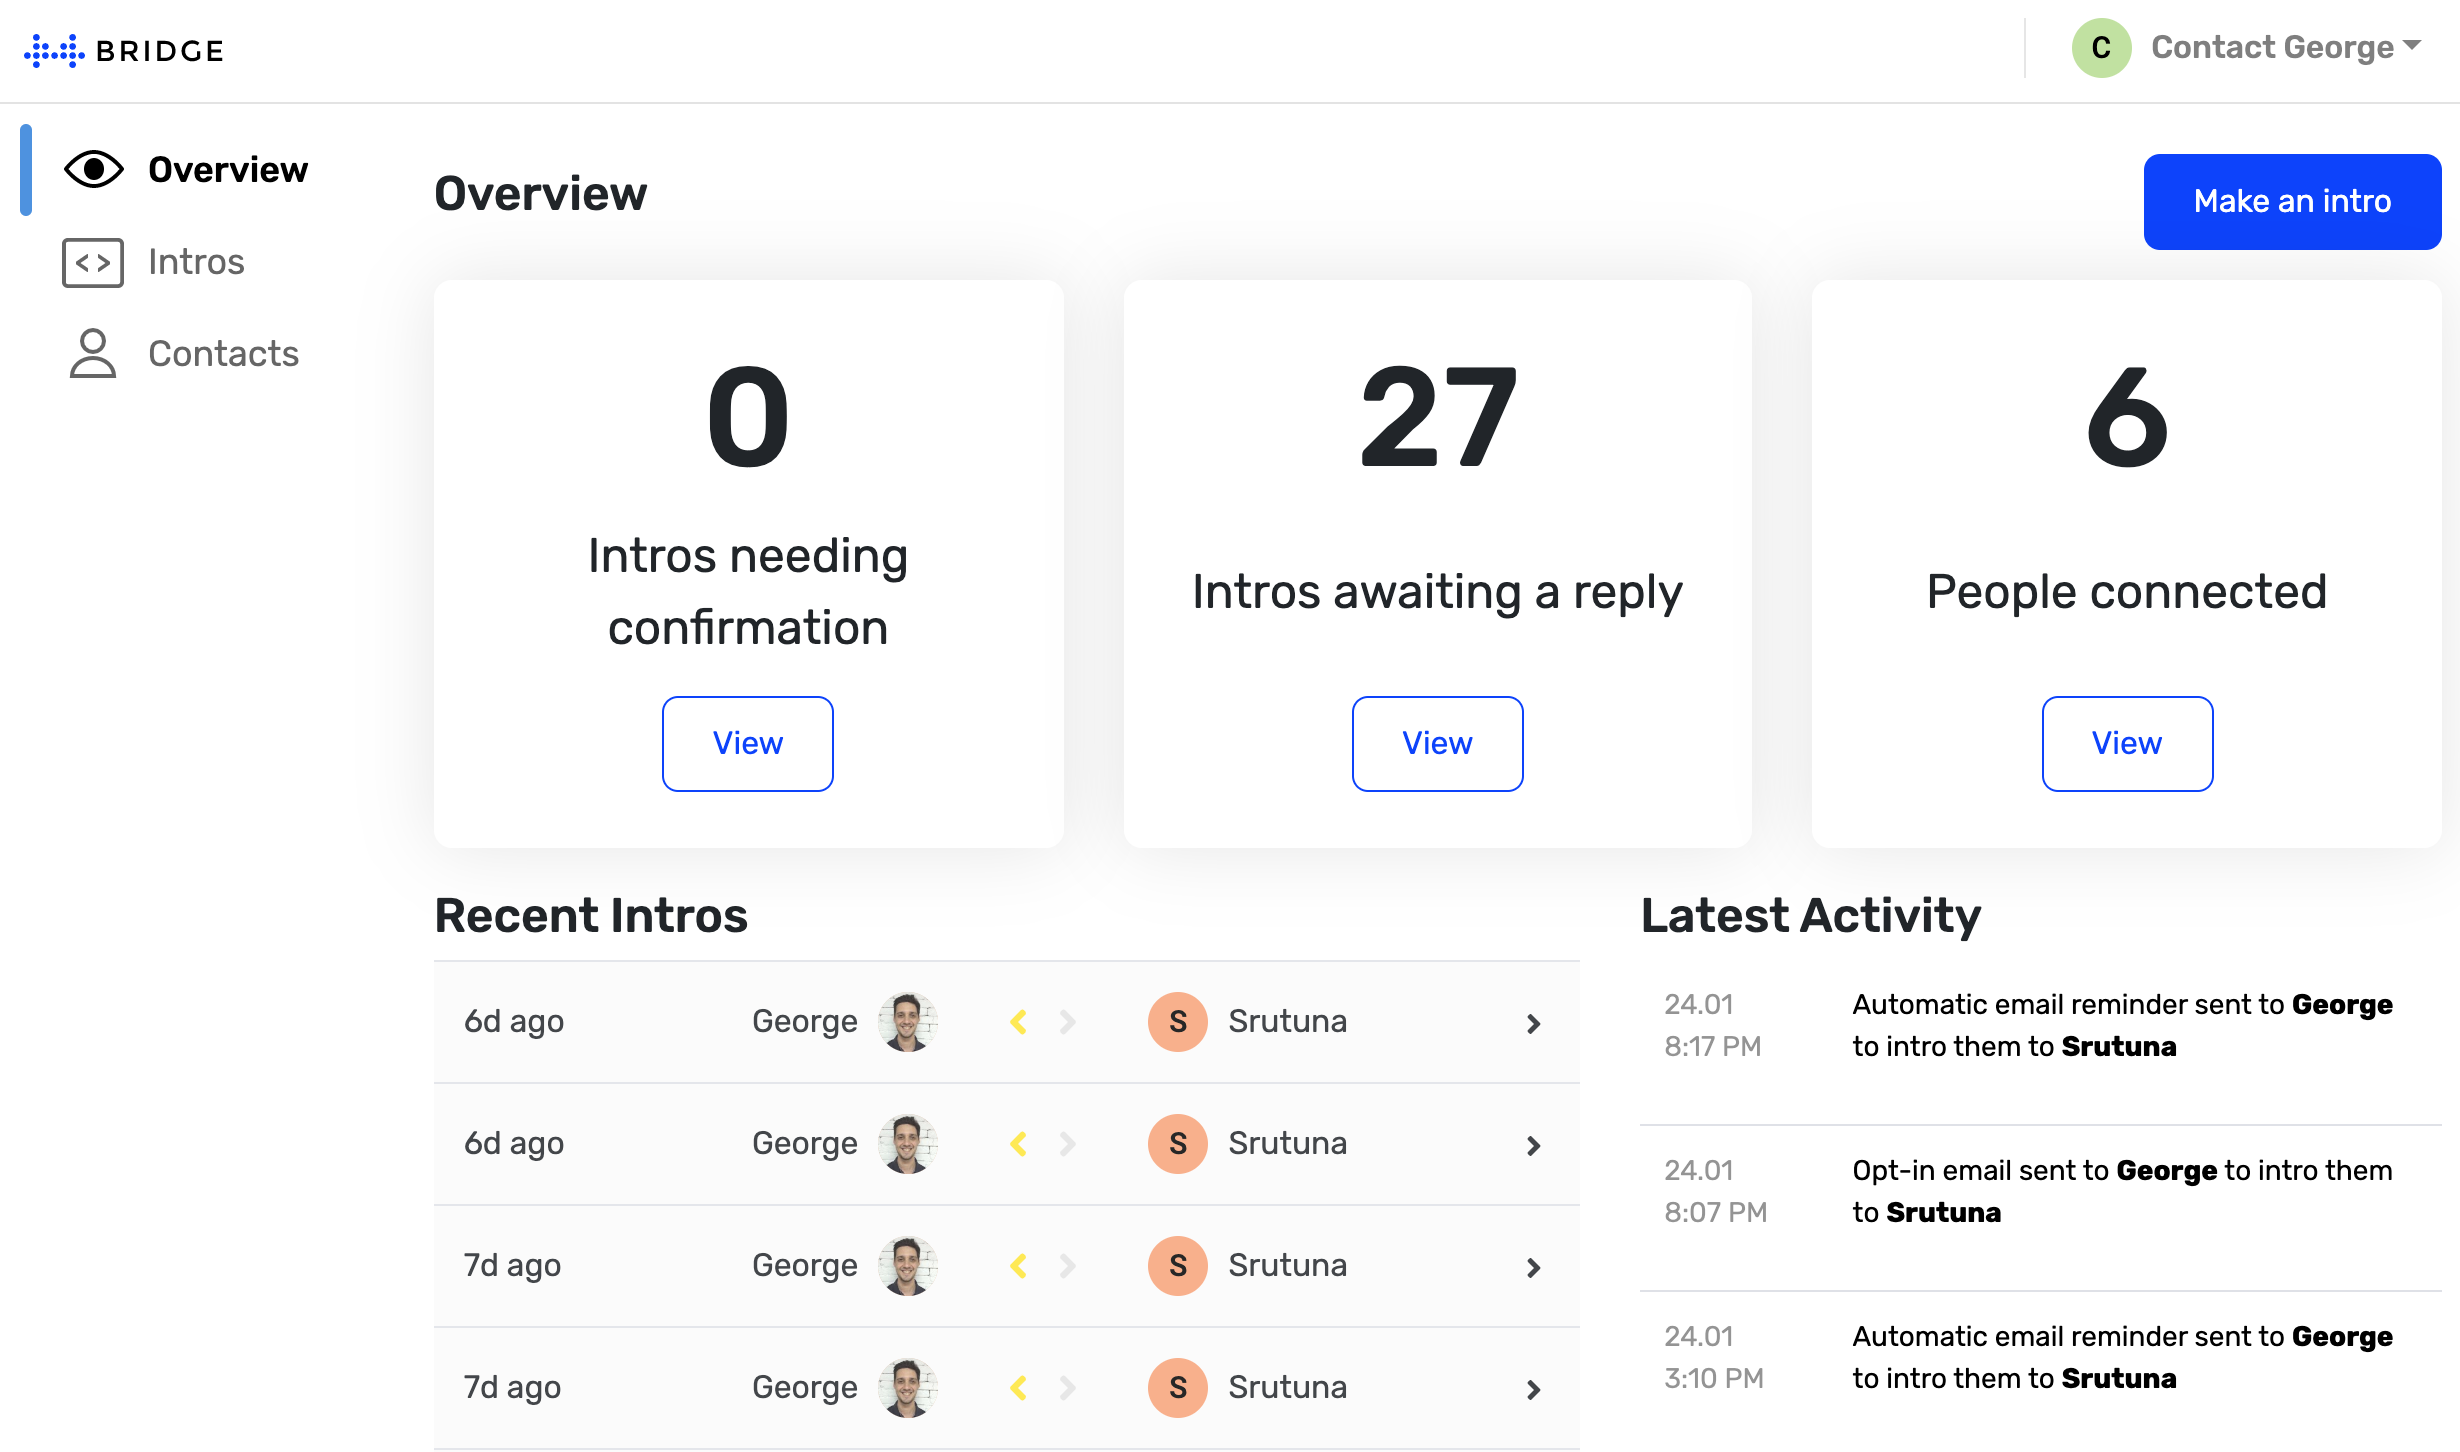 BRIDGE
C Contact George
Overview
Intros
Contacts
Overview
Make an intro
0
Intros needing
confirmation
View
27
Intros awaiting a reply
View
6
People connected
View
Recent Intros
6d ago George S Srutuna
6d ago George S Srutuna
7d ago George S Srutuna
7d ago George S Srutuna
Latest Activity
24.01
8:17 PM
Automatic email reminder sent to George
to intro them to Srutuna
24.01
8:07 PM
Opt-in email sent to George to intro them
to Srutuna
24.01
3:10 PM
Automatic email reminder sent to George
to intro them to Srutuna